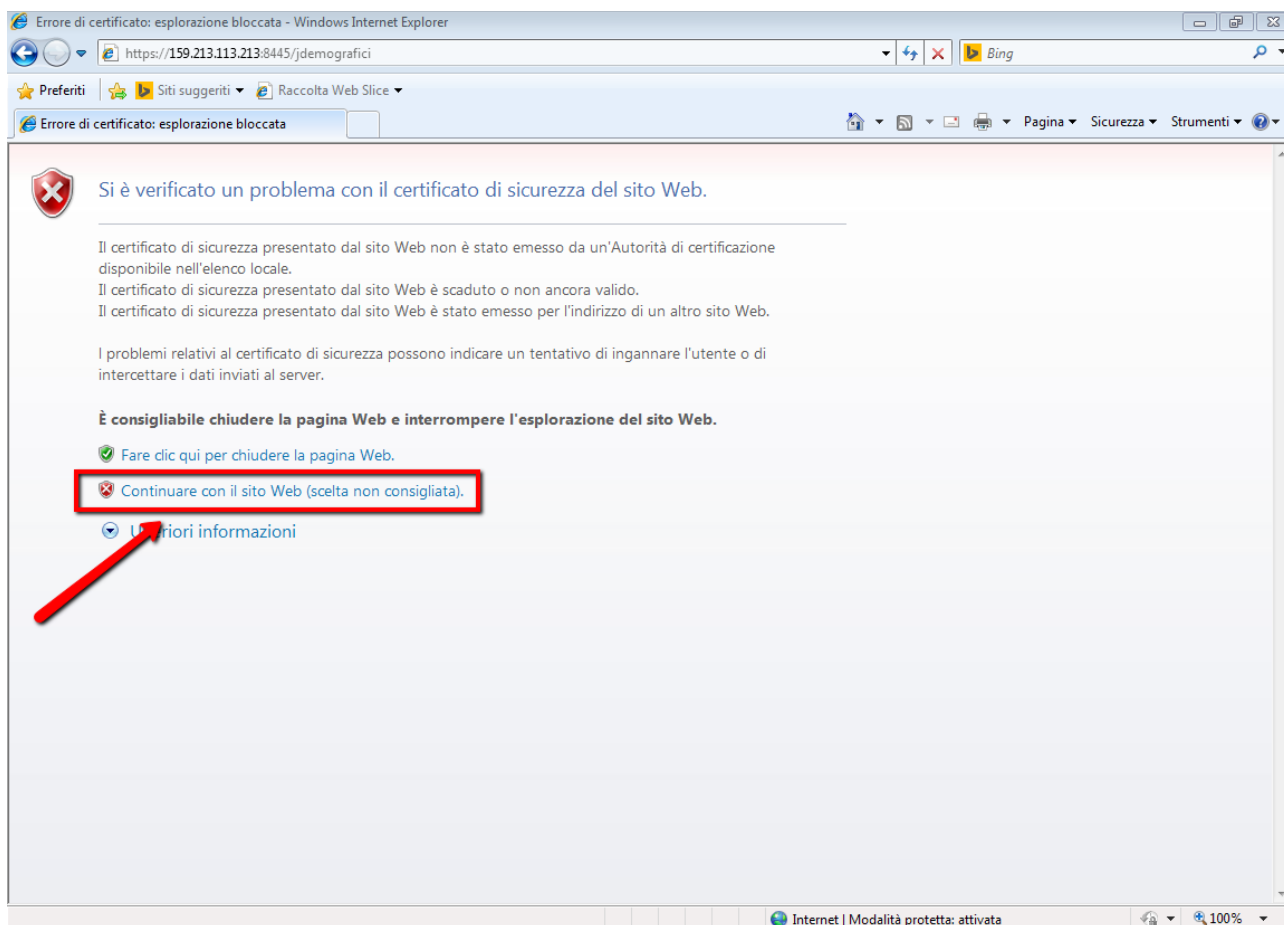 Errore di certificato: esplorazione bloccata - Windows Internet Explorer
https://159.213.113.213:8445/jdemografici
Bing
Preferiti Siti suggeriti Raccolta Web Slice
Errore di certificato: esplorazione bloccata
Pagina Sicurezza Strumenti
Si è verificato un problema con il certificato di sicurezza del sito Web.
Il certificato di sicurezza presentato dal sito Web non è stato emesso da un'Autorità di certificazione
disponibile nell'elenco locale.
Il certificato di sicurezza presentato dal sito Web è scaduto o non ancora valido.
Il certificato di sicurezza presentato dal sito Web è stato emesso per l'indirizzo di un altro sito Web.
I problemi relativi al certificato di sicurezza possono indicare un tentativo di ingannare l'utente o di
intercettare i dati inviati al server.
È consigliabile chiudere la pagina Web e interrompere l'esplorazione del sito Web.
Fare clic qui per chiudere la pagina Web.
Continuare con il sito Web (scelta non consigliata).
Ulteriori informazioni
Internet | Modalità protetta: attivata
100%